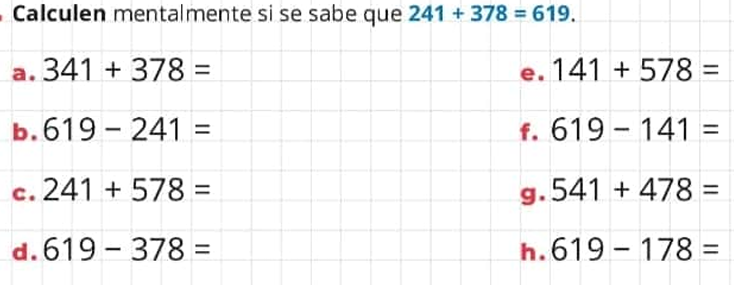 Calculen mentalmente si se sabe que 241 + 378 = 619.
a. 341 + 378 =
b. 619 - 241 =
c. 241 + 578 =
d. 619 - 378 =
e. 141 + 578 =
f. 619 - 141 =
g. 541 + 478 =
h. 619 - 178 =